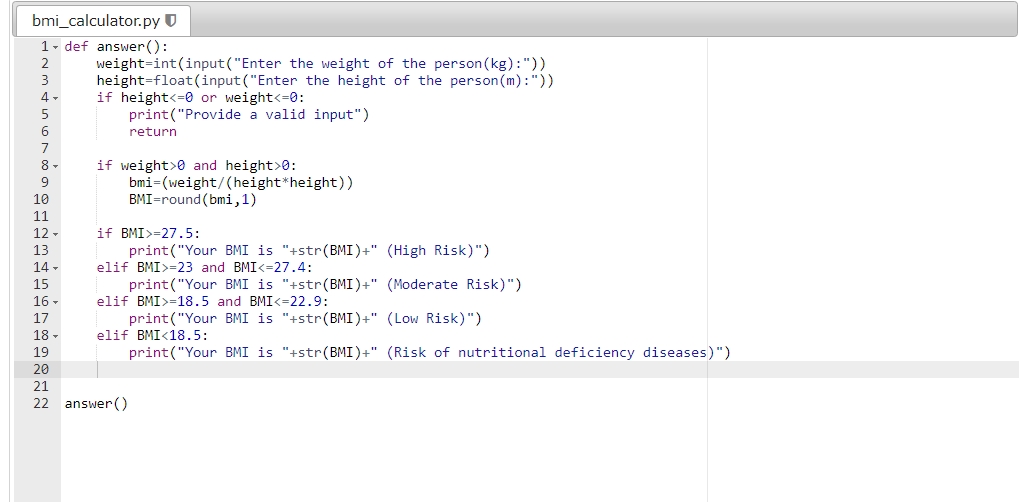 bmi_calculator.py
1 def answer():
2     weight=int(input("Enter the weight of the person(kg):"))
3     height=float(input("Enter the height of the person(m):"))
4     if height<=0 or weight<=0:
5         print("Provide a valid input")
6         return
7
8     if weight>0 and height>0:
9         bmi=(weight/(height*height))
10         BMI=round(bmi,1)
11
12     if BMI>=27.5:
13         print("Your BMI is "+str(BMI)+" (High Risk)")
14     elif BMI>=23 and BMI<=27.4:
15         print("Your BMI is "+str(BMI)+" (Moderate Risk)")
16     elif BMI>=18.5 and BMI<=22.9:
17         print("Your BMI is "+str(BMI)+" (Low Risk)")
18     elif BMI<18.5:
19         print("Your BMI is "+str(BMI)+" (Risk of nutritional deficiency diseases)")
20
21
22 answer()